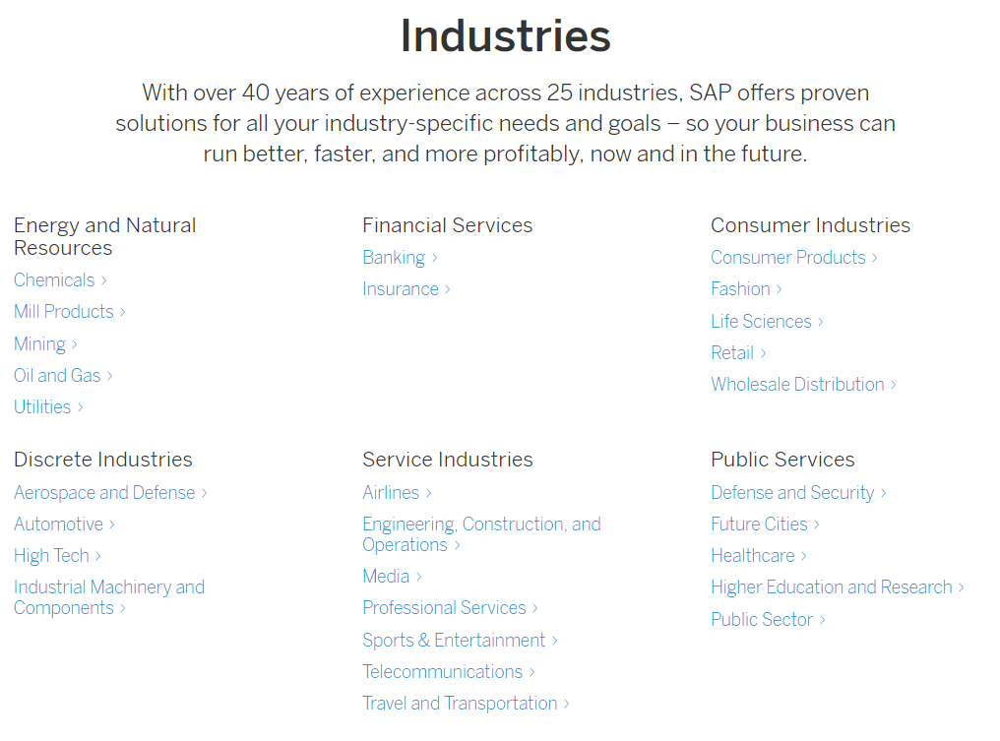 Industries
With over 40 years of experience across 25 industries, SAP offers proven
solutions for all your industry-specific needs and goals – so your business can
run better, faster, and more profitably, now and in the future.
Energy and Natural
Resources
Chemicals >
Mill Products >
Mining >
Oil and Gas >
Utilities >
Financial Services
Banking >
Insurance >
Consumer Industries
Consumer Products >
Fashion >
Life Sciences >
Retail >
Wholesale Distribution >
Discrete Industries
Aerospace and Defense >
Automotive >
High Tech >
Industrial Machinery and
Components >
Service Industries
Airlines >
Engineering, Construction, and
Operations >
Media >
Professional Services >
Sports & Entertainment >
Telecommunications >
Travel and Transportation >
Public Services
Defense and Security >
Future Cities >
Healthcare >
Higher Education and Research >
Public Sector >